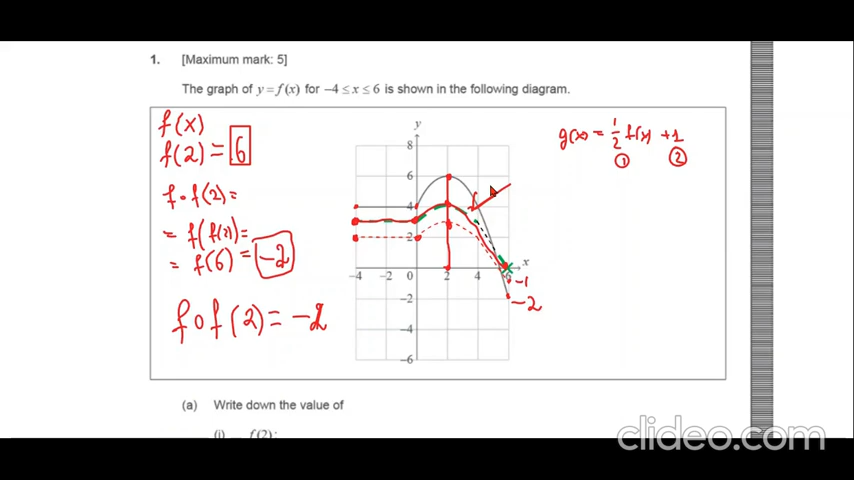 1. [Maximum mark: 5]
The graph of y = f(x) for −4 ≤ x ≤ 6 is shown in the following diagram.
f(x)
f(2) = 6
f∘f(2) =
= f(f(2) =
= f(6) = −2
f∘f(2) = −2
g(x) = 1/2 f(x) + 1
① ②
y
8
6
4
2
−4 −2 0 2 4 6 x
−2
−4
−6
f
−1
−2
(a) Write down the value of
(i) f(2);
clideo.com